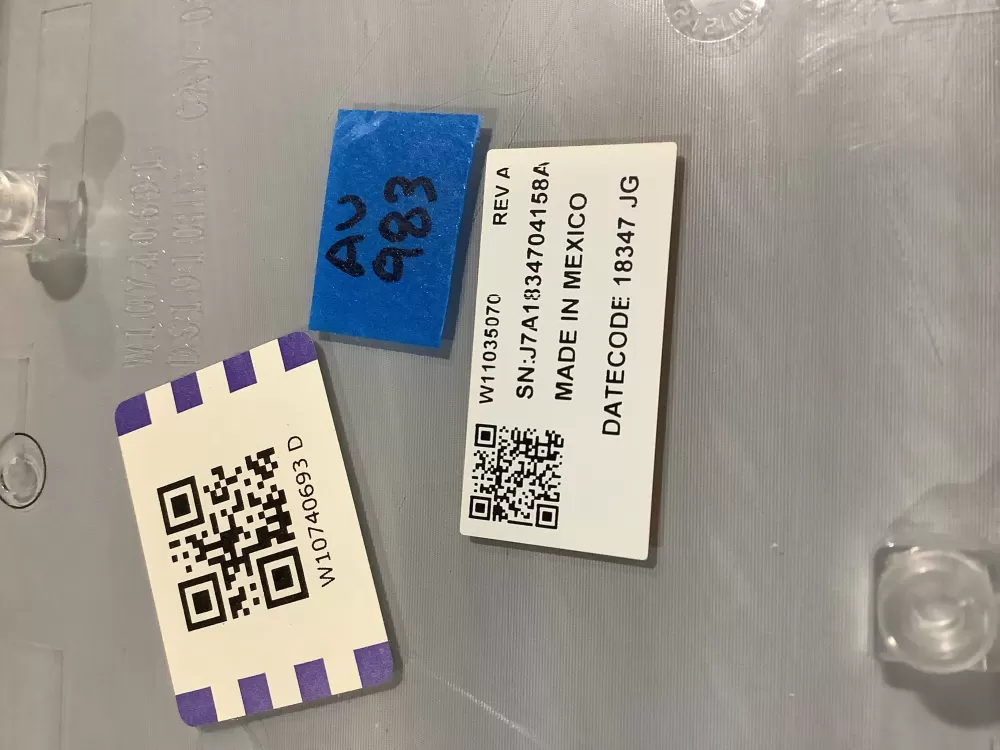 AU
983
W11035070 REV A
SN:J7A1834704158A
MADE IN MEXICO
DATECODE 18347 JG
W10740693 D